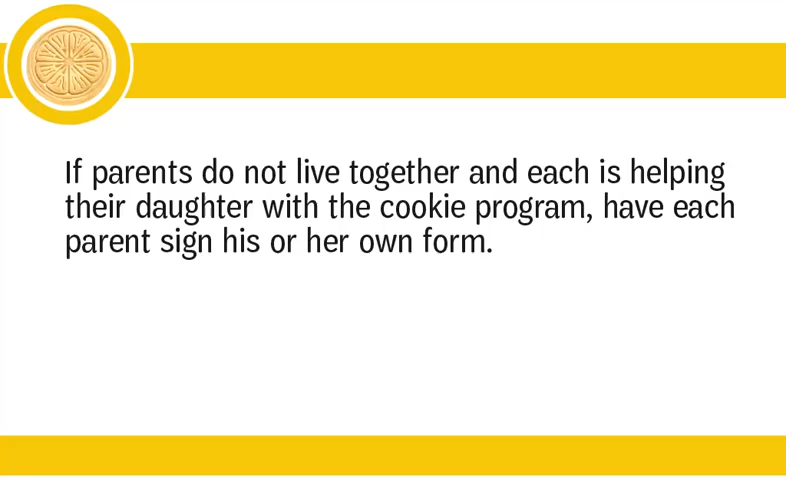 If parents do not live together and each is helping
their daughter with the cookie program, have each
parent sign his or her own form.